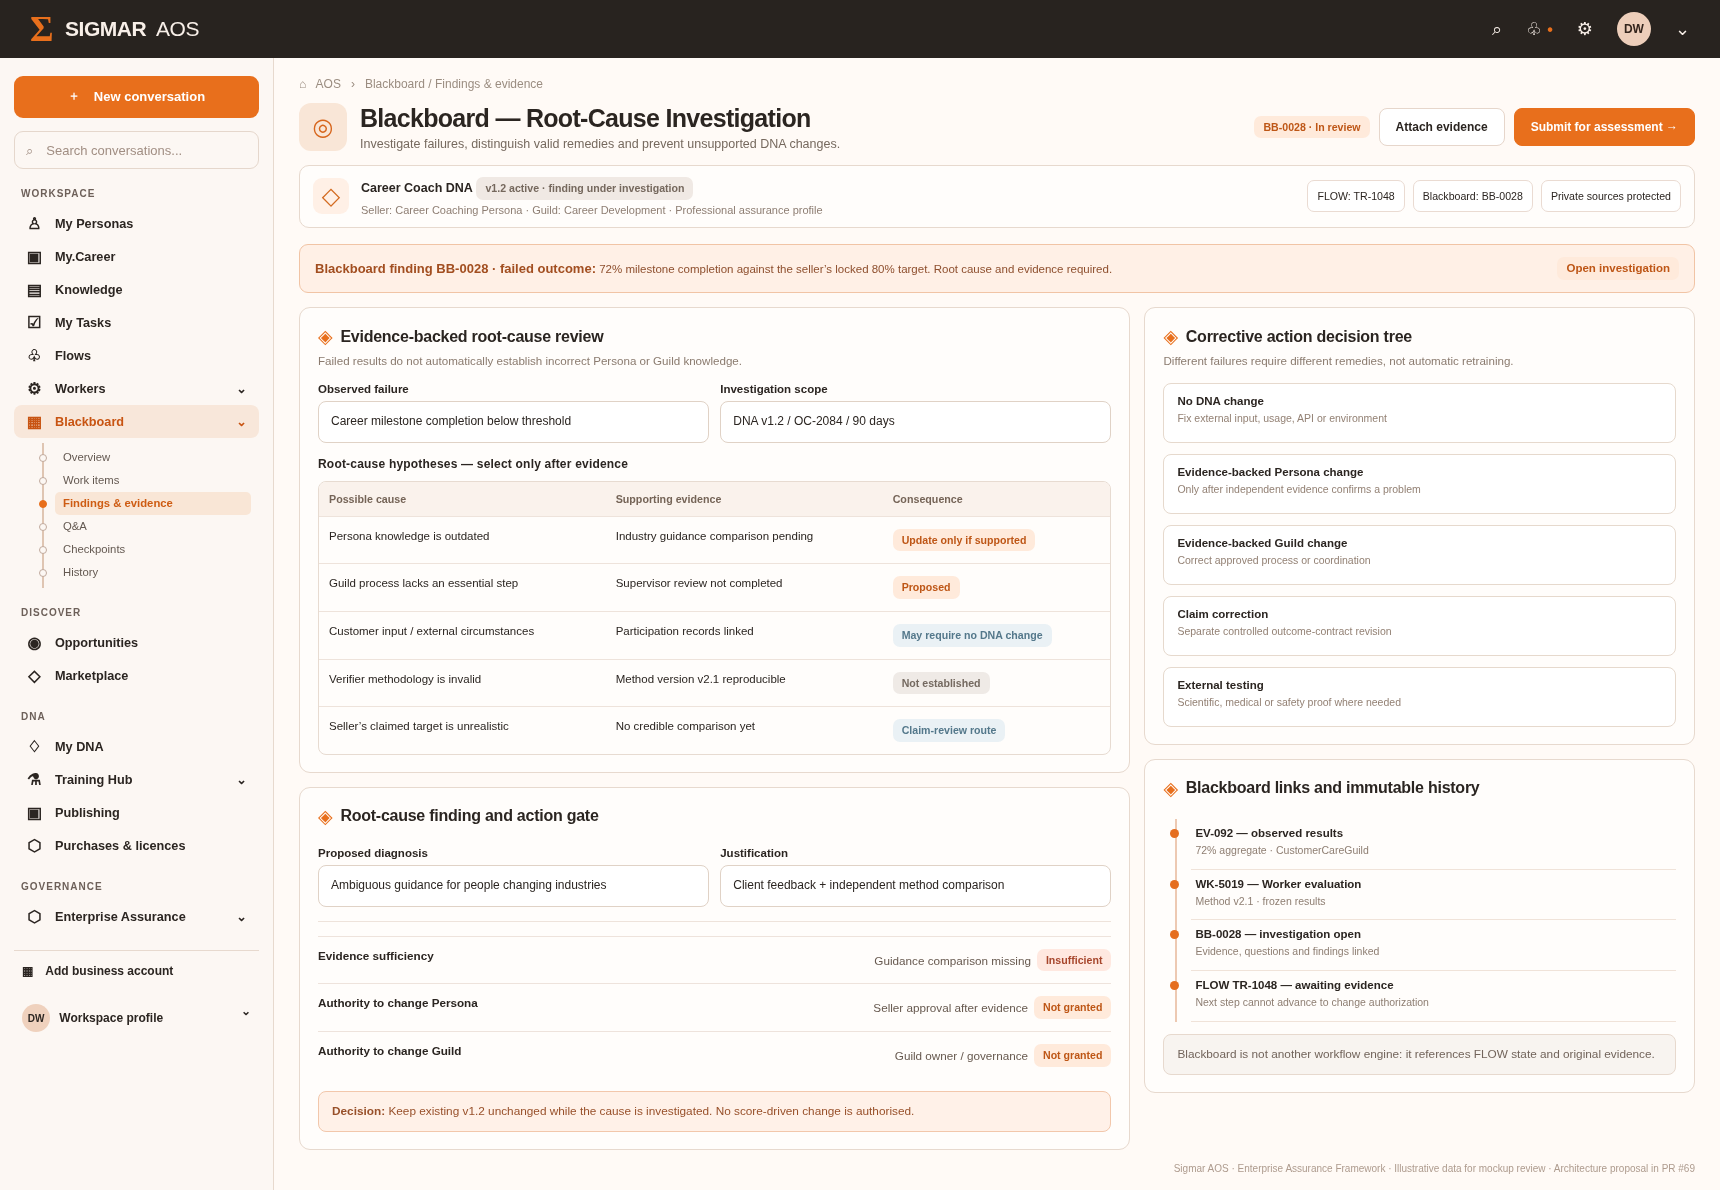 Σ SIGMAR AOS
DW
+ New conversation
Search conversations...
WORKSPACE
My Personas
My.Career
Knowledge
My Tasks
Flows
Workers
Blackboard
Overview
Work items
Findings & evidence
Q&A
Checkpoints
History
DISCOVER
Opportunities
Marketplace
DNA
My DNA
Training Hub
Publishing
Purchases & licences
GOVERNANCE
Enterprise Assurance
Add business account
DW Workspace profile
AOS › Blackboard / Findings & evidence
Blackboard — Root-Cause Investigation
Investigate failures, distinguish valid remedies and prevent unsupported DNA changes.
BB-0028 · In review
Attach evidence
Submit for assessment →
Career Coach DNA v1.2 active · finding under investigation
Seller: Career Coaching Persona · Guild: Career Development · Professional assurance profile
FLOW: TR-1048
Blackboard: BB-0028
Private sources protected
Blackboard finding BB-0028 · failed outcome: 72% milestone completion against the seller’s locked 80% target. Root cause and evidence required.
Open investigation
Evidence-backed root-cause review
Failed results do not automatically establish incorrect Persona or Guild knowledge.
Observed failure
Investigation scope
Career milestone completion below threshold
DNA v1.2 / OC-2084 / 90 days
Root-cause hypotheses — select only after evidence
Possible cause Supporting evidence Consequence
Persona knowledge is outdated Industry guidance comparison pending Update only if supported
Guild process lacks an essential step Supervisor review not completed Proposed
Customer input / external circumstances Participation records linked May require no DNA change
Verifier methodology is invalid Method version v2.1 reproducible Not established
Seller’s claimed target is unrealistic No credible comparison yet Claim-review route
Root-cause finding and action gate
Proposed diagnosis
Justification
Ambiguous guidance for people changing industries
Client feedback + independent method comparison
Evidence sufficiency Guidance comparison missing Insufficient
Authority to change Persona Seller approval after evidence Not granted
Authority to change Guild Guild owner / governance Not granted
Decision: Keep existing v1.2 unchanged while the cause is investigated. No score-driven change is authorised.
Corrective action decision tree
Different failures require different remedies, not automatic retraining.
No DNA change
Fix external input, usage, API or environment
Evidence-backed Persona change
Only after independent evidence confirms a problem
Evidence-backed Guild change
Correct approved process or coordination
Claim correction
Separate controlled outcome-contract revision
External testing
Scientific, medical or safety proof where needed
Blackboard links and immutable history
EV-092 — observed results
72% aggregate · CustomerCareGuild
WK-5019 — Worker evaluation
Method v2.1 · frozen results
BB-0028 — investigation open
Evidence, questions and findings linked
FLOW TR-1048 — awaiting evidence
Next step cannot advance to change authorization
Blackboard is not another workflow engine: it references FLOW state and original evidence.
Sigmar AOS · Enterprise Assurance Framework · Illustrative data for mockup review · Architecture proposal in PR #69